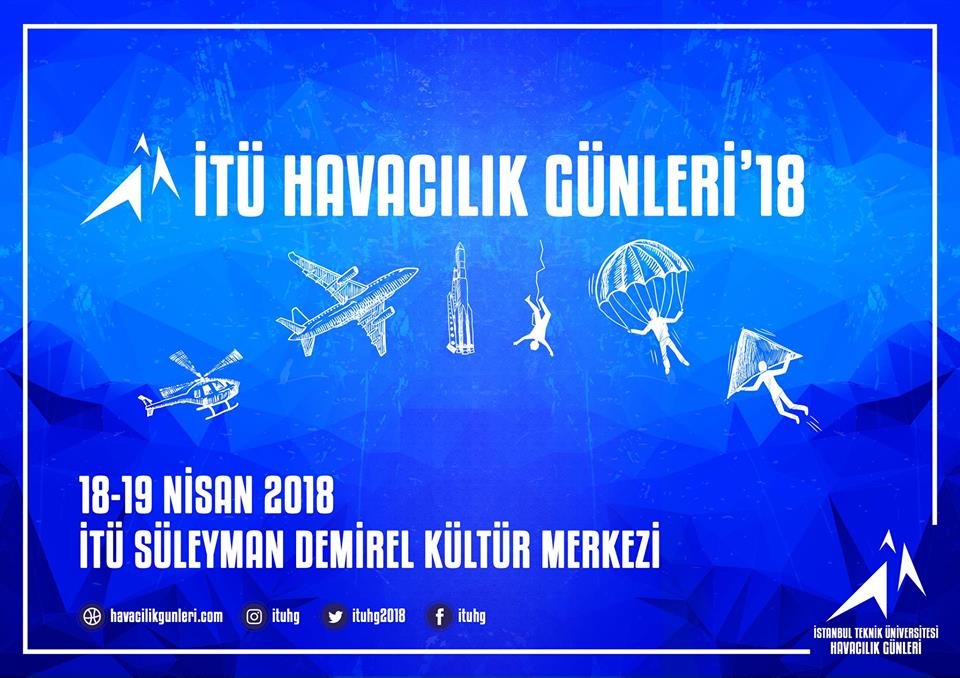 İTÜ HAVACILIK GÜNLERİ'18
18-19 NİSAN 2018
İTÜ SÜLEYMAN DEMİREL KÜLTÜR MERKEZİ
havacilikgunleri.com ituhg ituhg2018 ituhg
İSTANBUL TEKNİK ÜNİVERSİTESİ
HAVACILIK GÜNLERİ